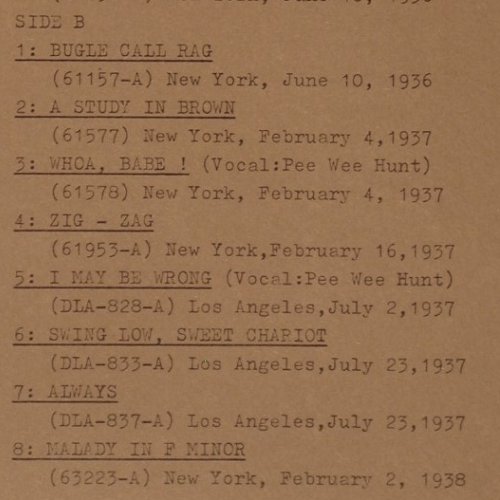 SIDE B
1: BUGLE CALL RAG
(61157-A) New York, June 10, 1936
2: A STUDY IN BROWN
(61577) New York, February 4,1937
3: WHOA, BABE ! (Vocal:Pee Wee Hunt)
(61578) New York, February 4, 1937
4: ZIG - ZAG
(61953-A) New York,February 16,1937
5: I MAY BE WRONG (Vocal:Pee Wee Hunt)
(DLA-828-A) Los Angeles,July 2,1937
6: SWING LOW, SWEET CHARIOT
(DLA-833-A) Los Angeles,July 23,1937
7: ALWAYS
(DLA-837-A) Los Angeles,July 23,1937
8: MALADY IN F MINOR
(63223-A) New York, February 2, 1938